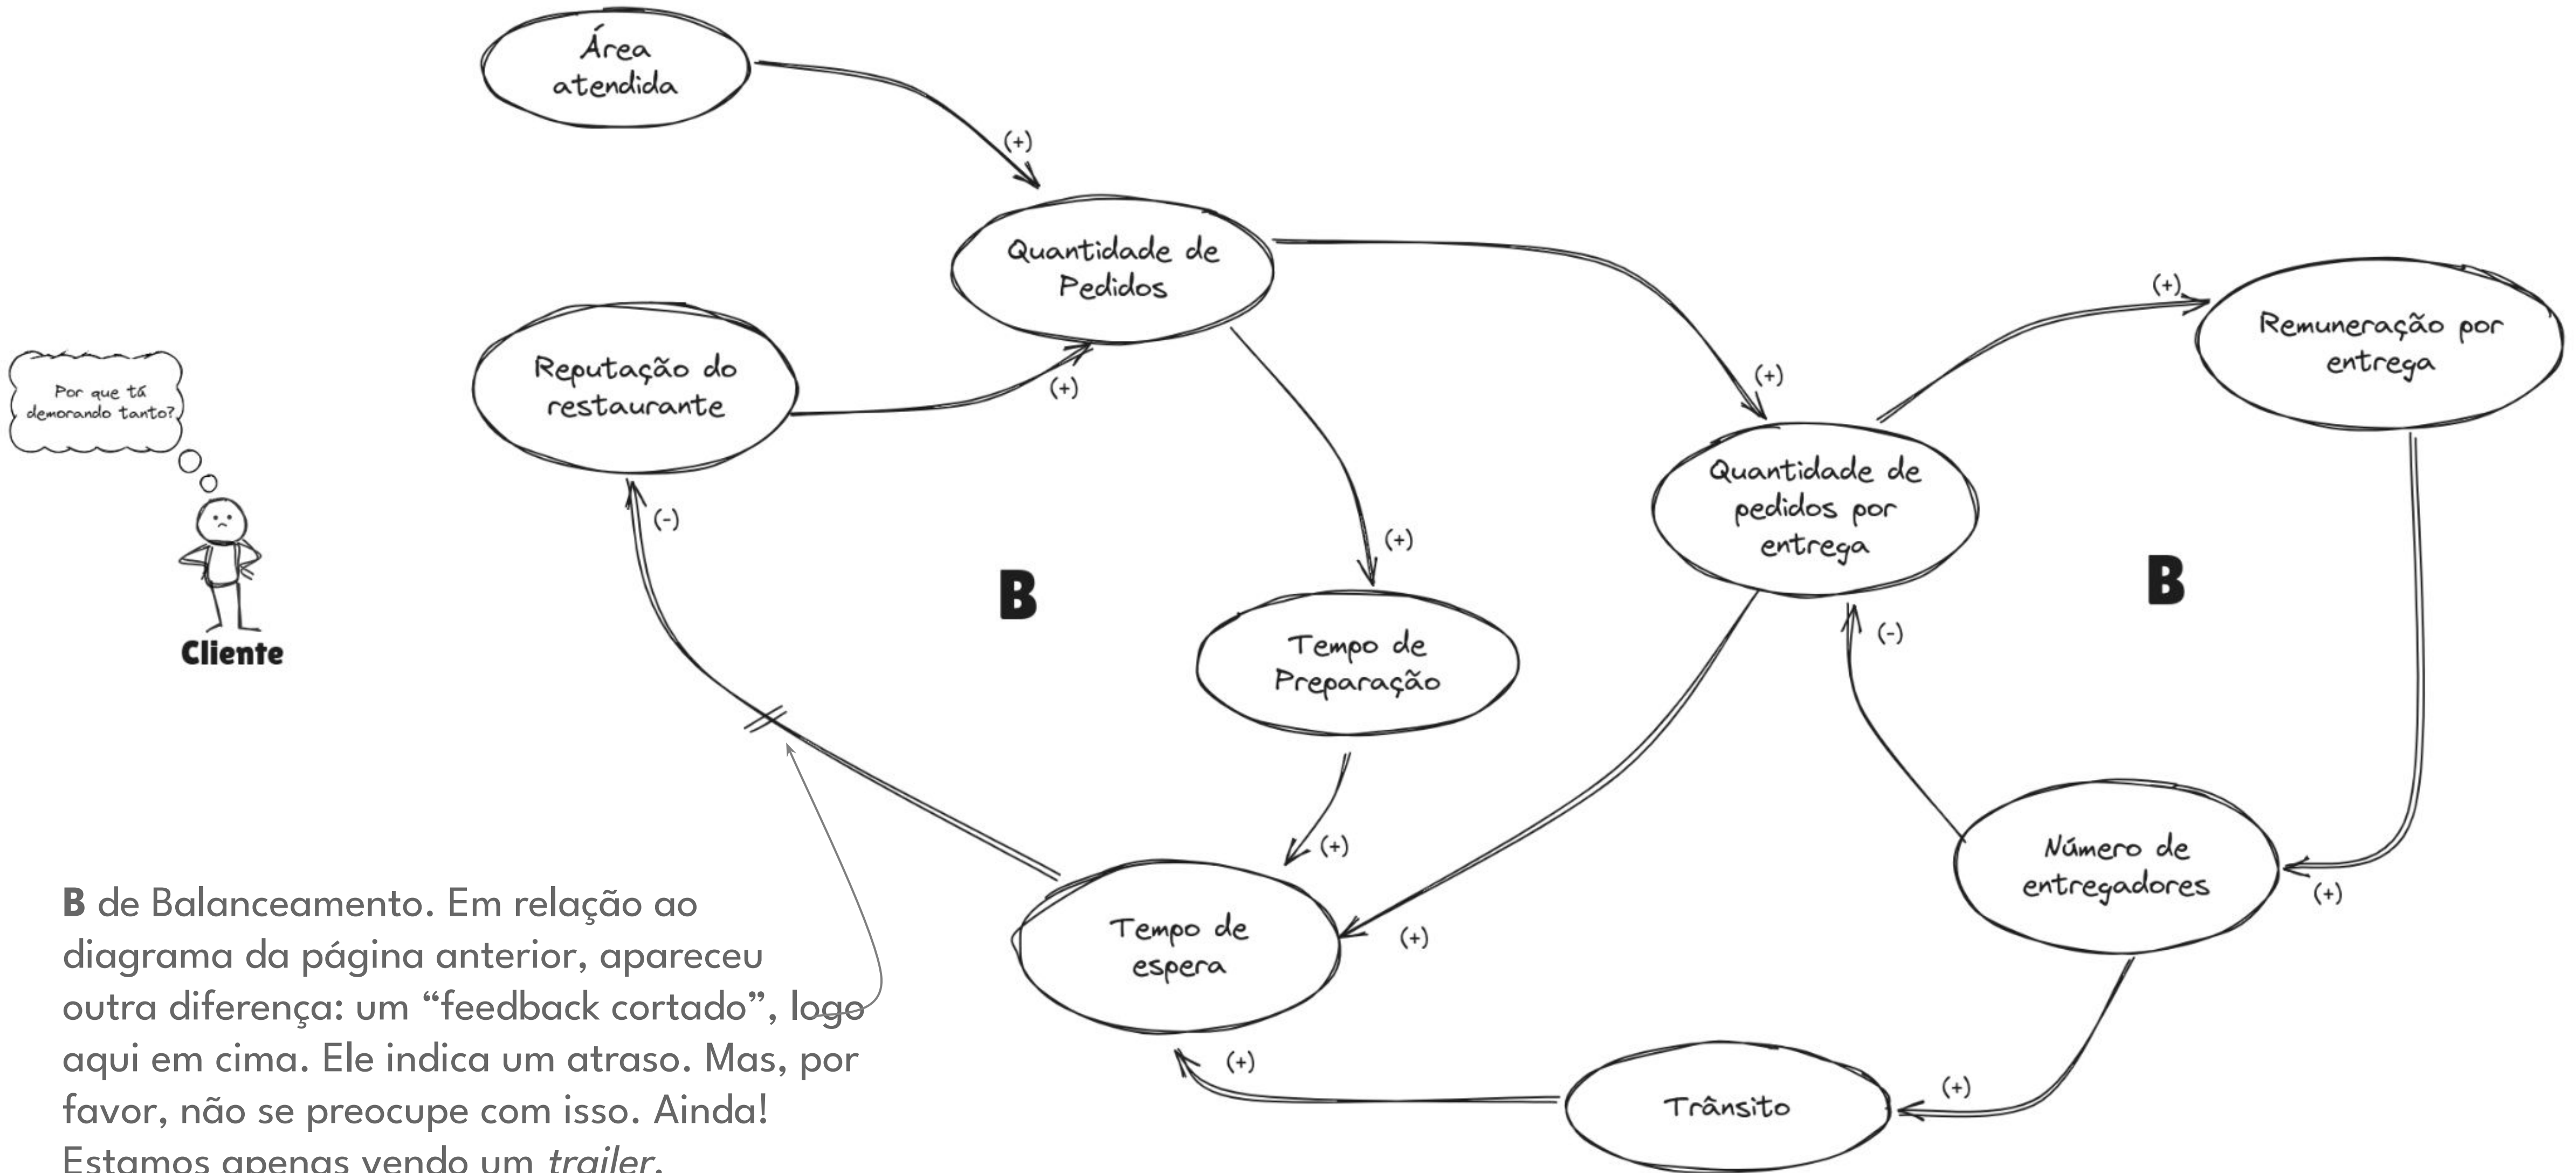 Área
atendida
(+)
Quantidade de
Pedidos
(+)
Remuneração por
entrega
Reputação do
restaurante
(+)
(+)
Por que tá
demorando tanto?
Cliente
Quantidade de
pedidos por
entrega
(-)
(+)
B
B
Tempo de
Preparação
(-)
(+)
Número de
entregadores
(+)
Tempo de
espera
(+)
(+)
Trânsito
(+)
B de Balanceamento. Em relação ao
diagrama da página anterior, apareceu
outra diferença: um “feedback cortado”, logo
aqui em cima. Ele indica um atraso. Mas, por
favor, não se preocupe com isso. Ainda!
Estamos apenas vendo um trailer.